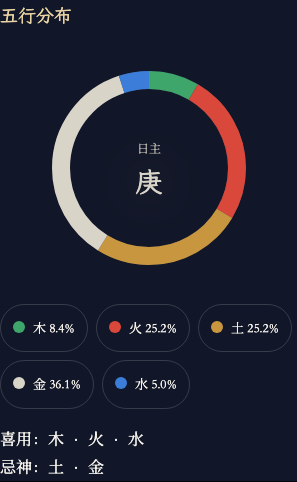 五行分布
日主
庚
木 8.4% 火 25.2% 土 25.2%
金 36.1% 水 5.0%
喜用：木 · 火 · 水
忌神：土 · 金